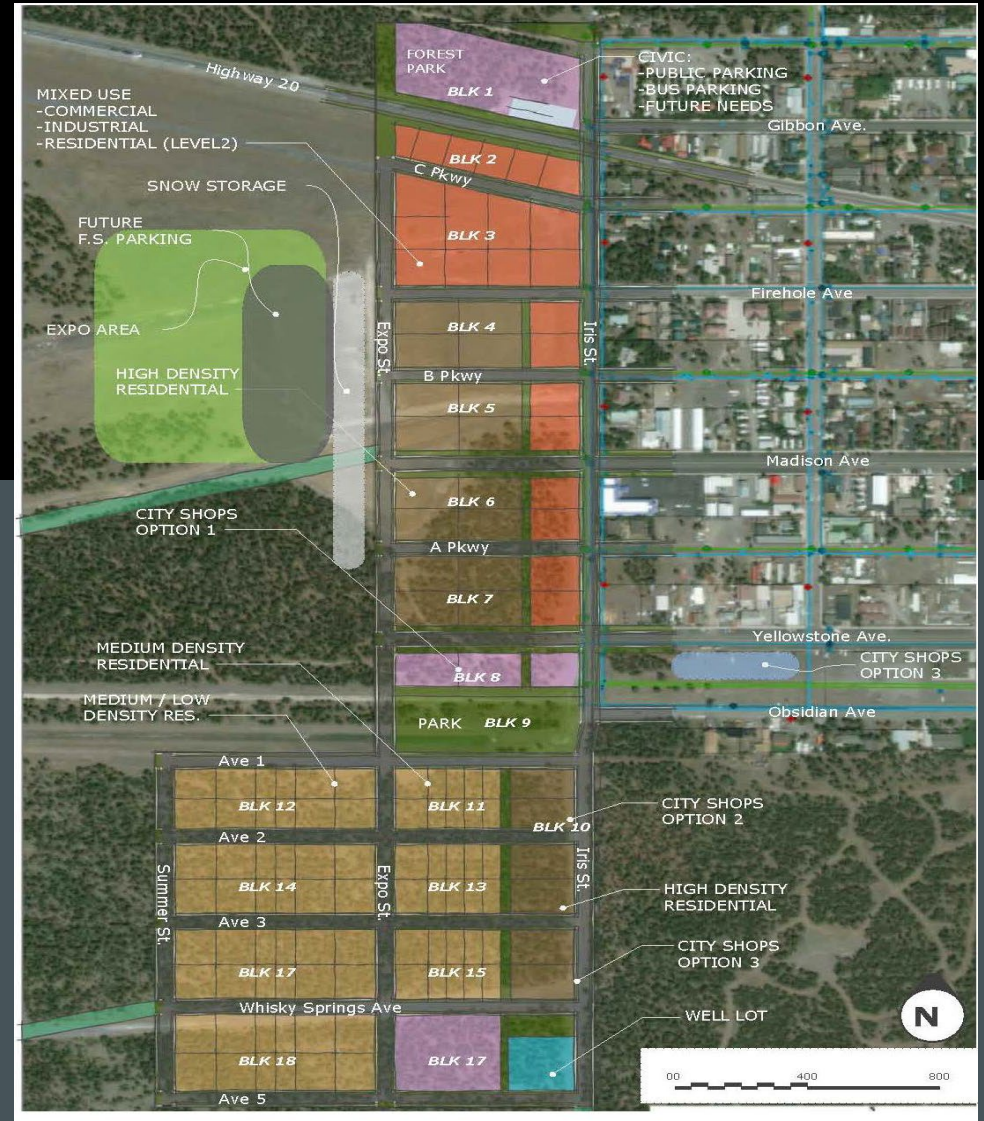 Highway 20
FOREST
PARK
BLK 1
CIVIC:
-PUBLIC PARKING
-BUS PARKING
-FUTURE NEEDS
Gibbon Ave.
MIXED USE
-COMMERCIAL
-INDUSTRIAL
-RESIDENTIAL (LEVEL2)
BLK 2
C Pkwy
SNOW STORAGE
FUTURE
F.S. PARKING
BLK 3
Firehole Ave
EXPO AREA
BLK 4
Expo St.
Iris St.
HIGH DENSITY
RESIDENTIAL
B Pkwy
BLK 5
Madison Ave
BLK 6
CITY SHOPS
OPTION 1
A Pkwy
BLK 7
Yellowstone Ave.
MEDIUM DENSITY
RESIDENTIAL
BLK 8
CITY SHOPS
OPTION 3
MEDIUM / LOW
DENSITY RES.
PARK
BLK 9
Obsidian Ave
Ave 1
BLK 12
BLK 11
BLK 10
CITY SHOPS
OPTION 2
Ave 2
Summer St.
BLK 14
Expo St.
BLK 13
Iris St.
HIGH DENSITY
RESIDENTIAL
Ave 3
CITY SHOPS
OPTION 3
BLK 17
BLK 15
Whisky Springs Ave
WELL LOT
N
BLK 18
BLK 17
00
400
800
Ave 5